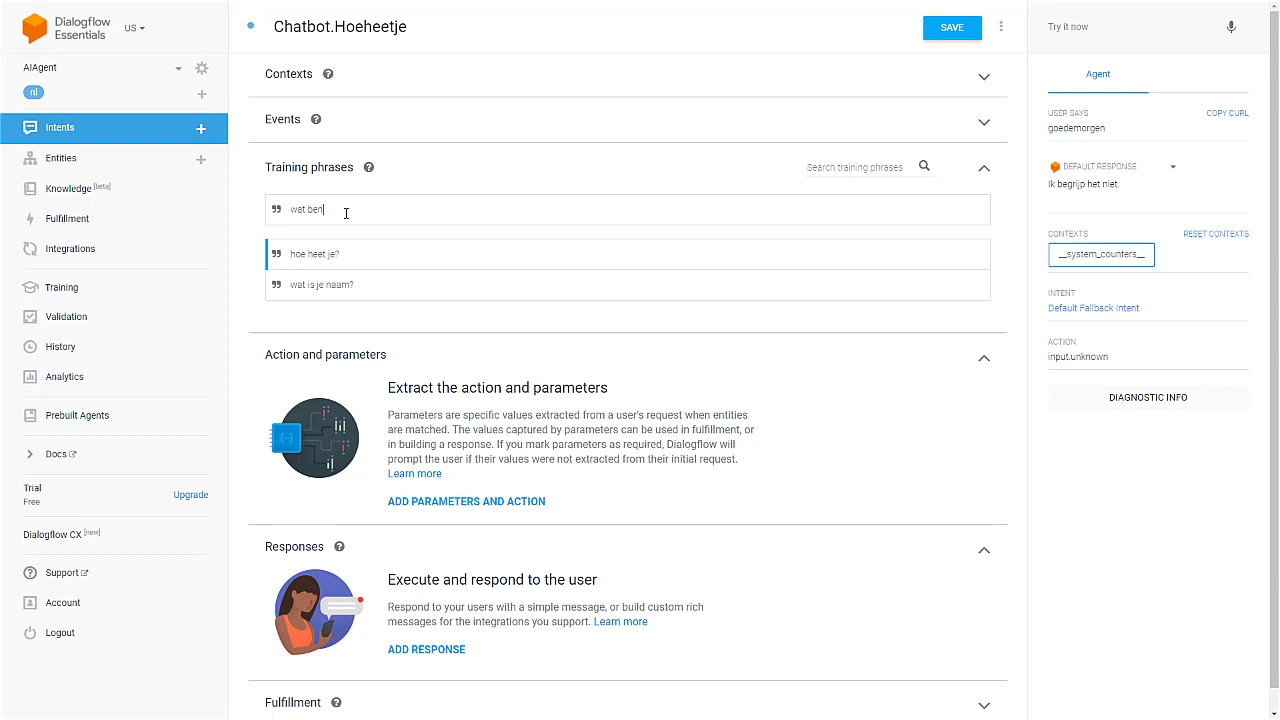 Dialogflow
Essentials
US
AIAgent
nl
Intents
Entities
Knowledge [beta]
Fulfillment
Integrations
Training
Validation
History
Analytics
Prebuilt Agents
Docs
Trial
Free
Upgrade
Dialogflow CX [new]
Support
Account
Logout
Chatbot.Hoeheetje
SAVE
Contexts
Events
Training phrases
Search training phrases
wat ben
hoe heet je?
wat is je naam?
Action and parameters
Extract the action and parameters
Parameters are specific values extracted from a user's request when entities
are matched. The values captured by parameters can be used in fulfillment, or
in building a response. If you mark parameters as required, Dialogflow will
prompt the user if their values were not extracted from their initial request.
Learn more
ADD PARAMETERS AND ACTION
Responses
Execute and respond to the user
Respond to your users with a simple message, or build custom rich
messages for the integrations you support. Learn more
ADD RESPONSE
Fulfillment
Try it now
Agent
USER SAYS
COPY CURL
goedemorgen
DEFAULT RESPONSE
Ik begrijp het niet.
CONTEXTS
RESET CONTEXTS
__system_counters__
INTENT
Default Fallback Intent
ACTION
input.unknown
DIAGNOSTIC INFO